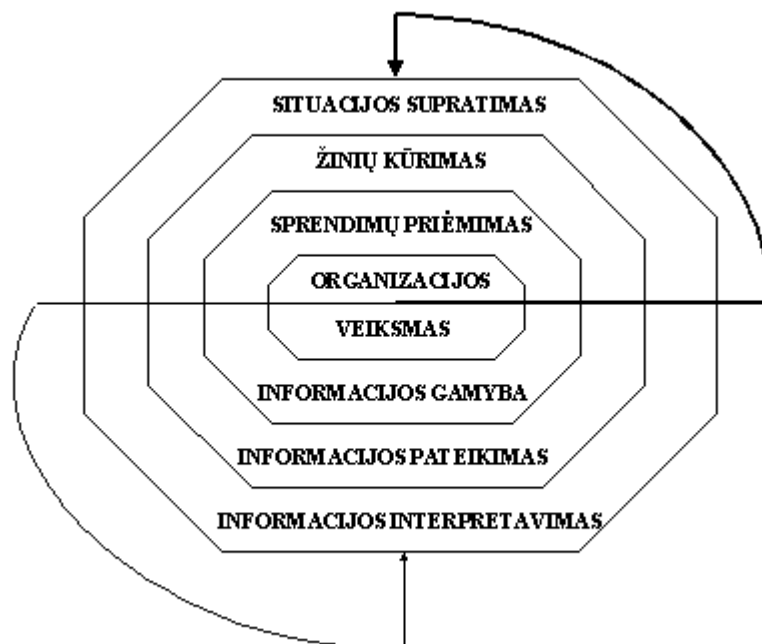 SITUACIJOS SUPRATIMAS
ŽINIŲ KŪRIMAS
SPRENDIMŲ PRIĖMIMAS
ORGANIZACIJOS
VEIKSMAS
INFORMACIJOS GAMYBA
INFORMACIJOS PATEIKIMAS
INFORMACIJOS INTERPRETAVIMAS